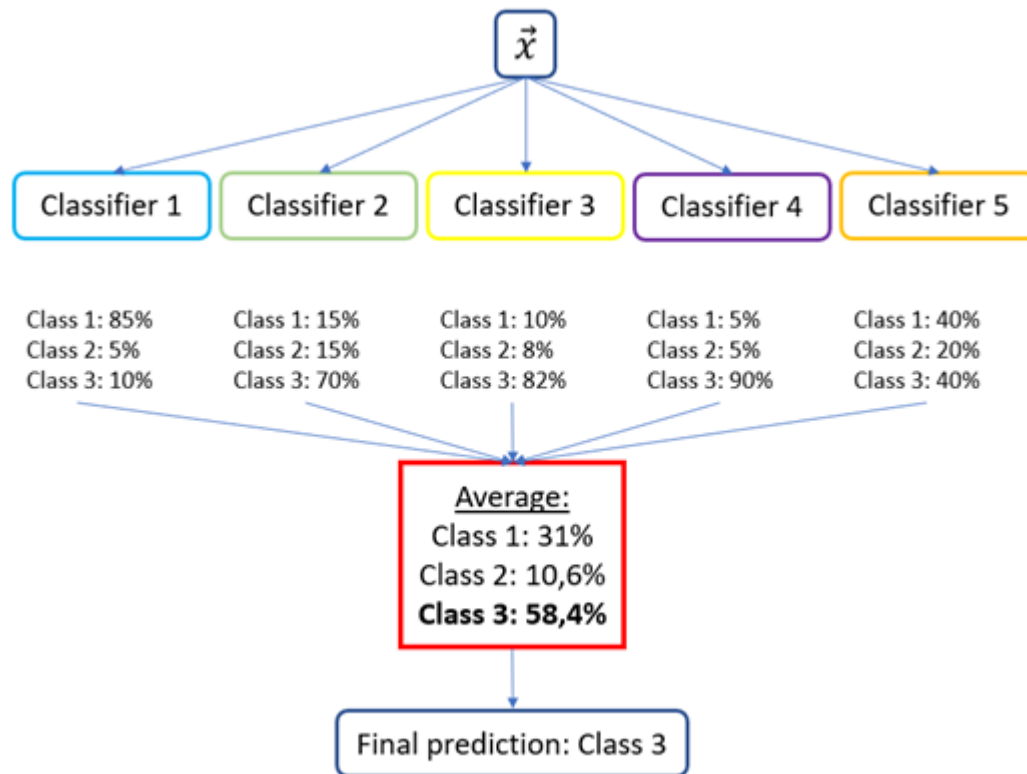 x⃗
Classifier 1
Classifier 2
Classifier 3
Classifier 4
Classifier 5
Class 1: 85%
Class 2: 5%
Class 3: 10%
Class 1: 15%
Class 2: 15%
Class 3: 70%
Class 1: 10%
Class 2: 8%
Class 3: 82%
Class 1: 5%
Class 2: 5%
Class 3: 90%
Class 1: 40%
Class 2: 20%
Class 3: 40%
Average:
Class 1: 31%
Class 2: 10,6%
Class 3: 58,4%
Final prediction: Class 3